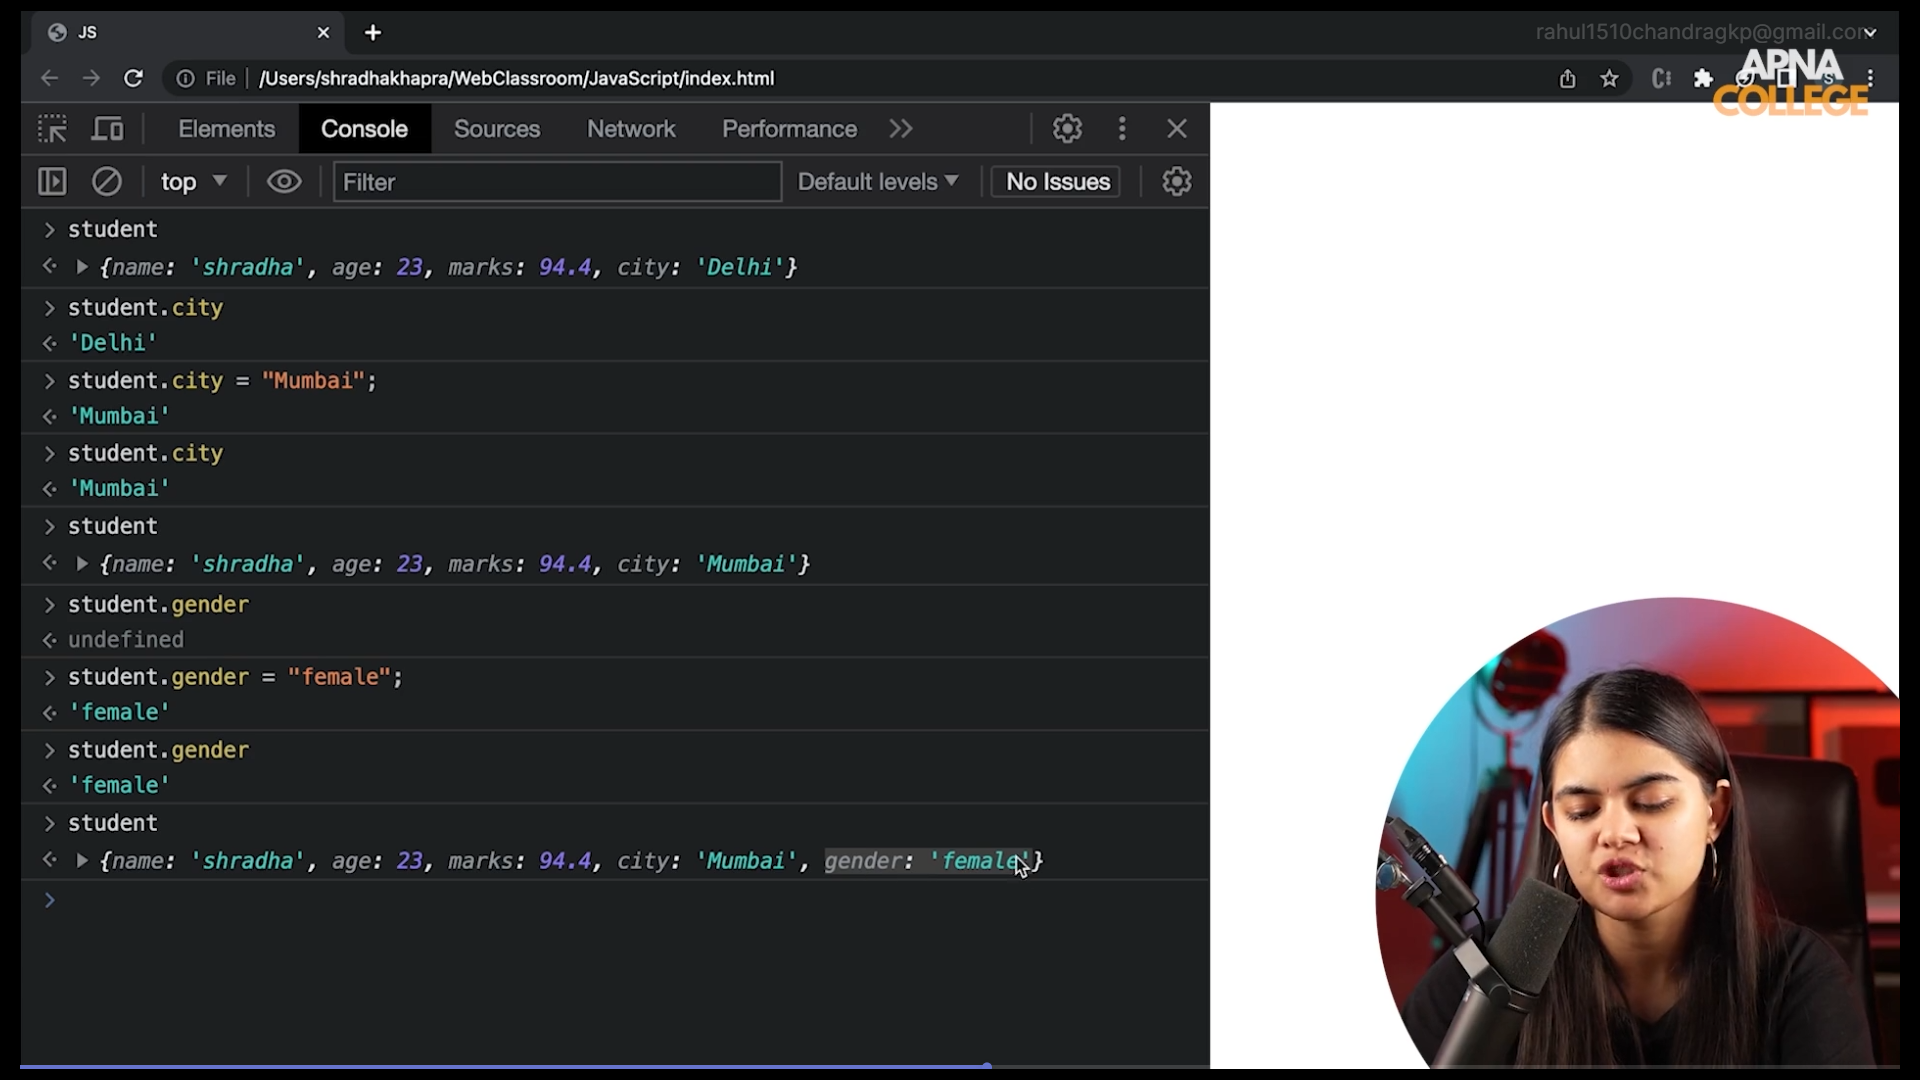 JS
rahul1510chandragkp@gmail.com
File /Users/shradhakhapra/WebClassroom/JavaScript/index.html
APNA
COLLEGE
Elements Console Sources Network Performance
top Filter Default levels No Issues
> student
{name: 'shradha', age: 23, marks: 94.4, city: 'Delhi'}
> student.city
'Delhi'
> student.city = "Mumbai";
'Mumbai'
> student.city
'Mumbai'
> student
{name: 'shradha', age: 23, marks: 94.4, city: 'Mumbai'}
> student.gender
undefined
> student.gender = "female";
'female'
> student.gender
'female'
> student
{name: 'shradha', age: 23, marks: 94.4, city: 'Mumbai', gender: 'female'}
>